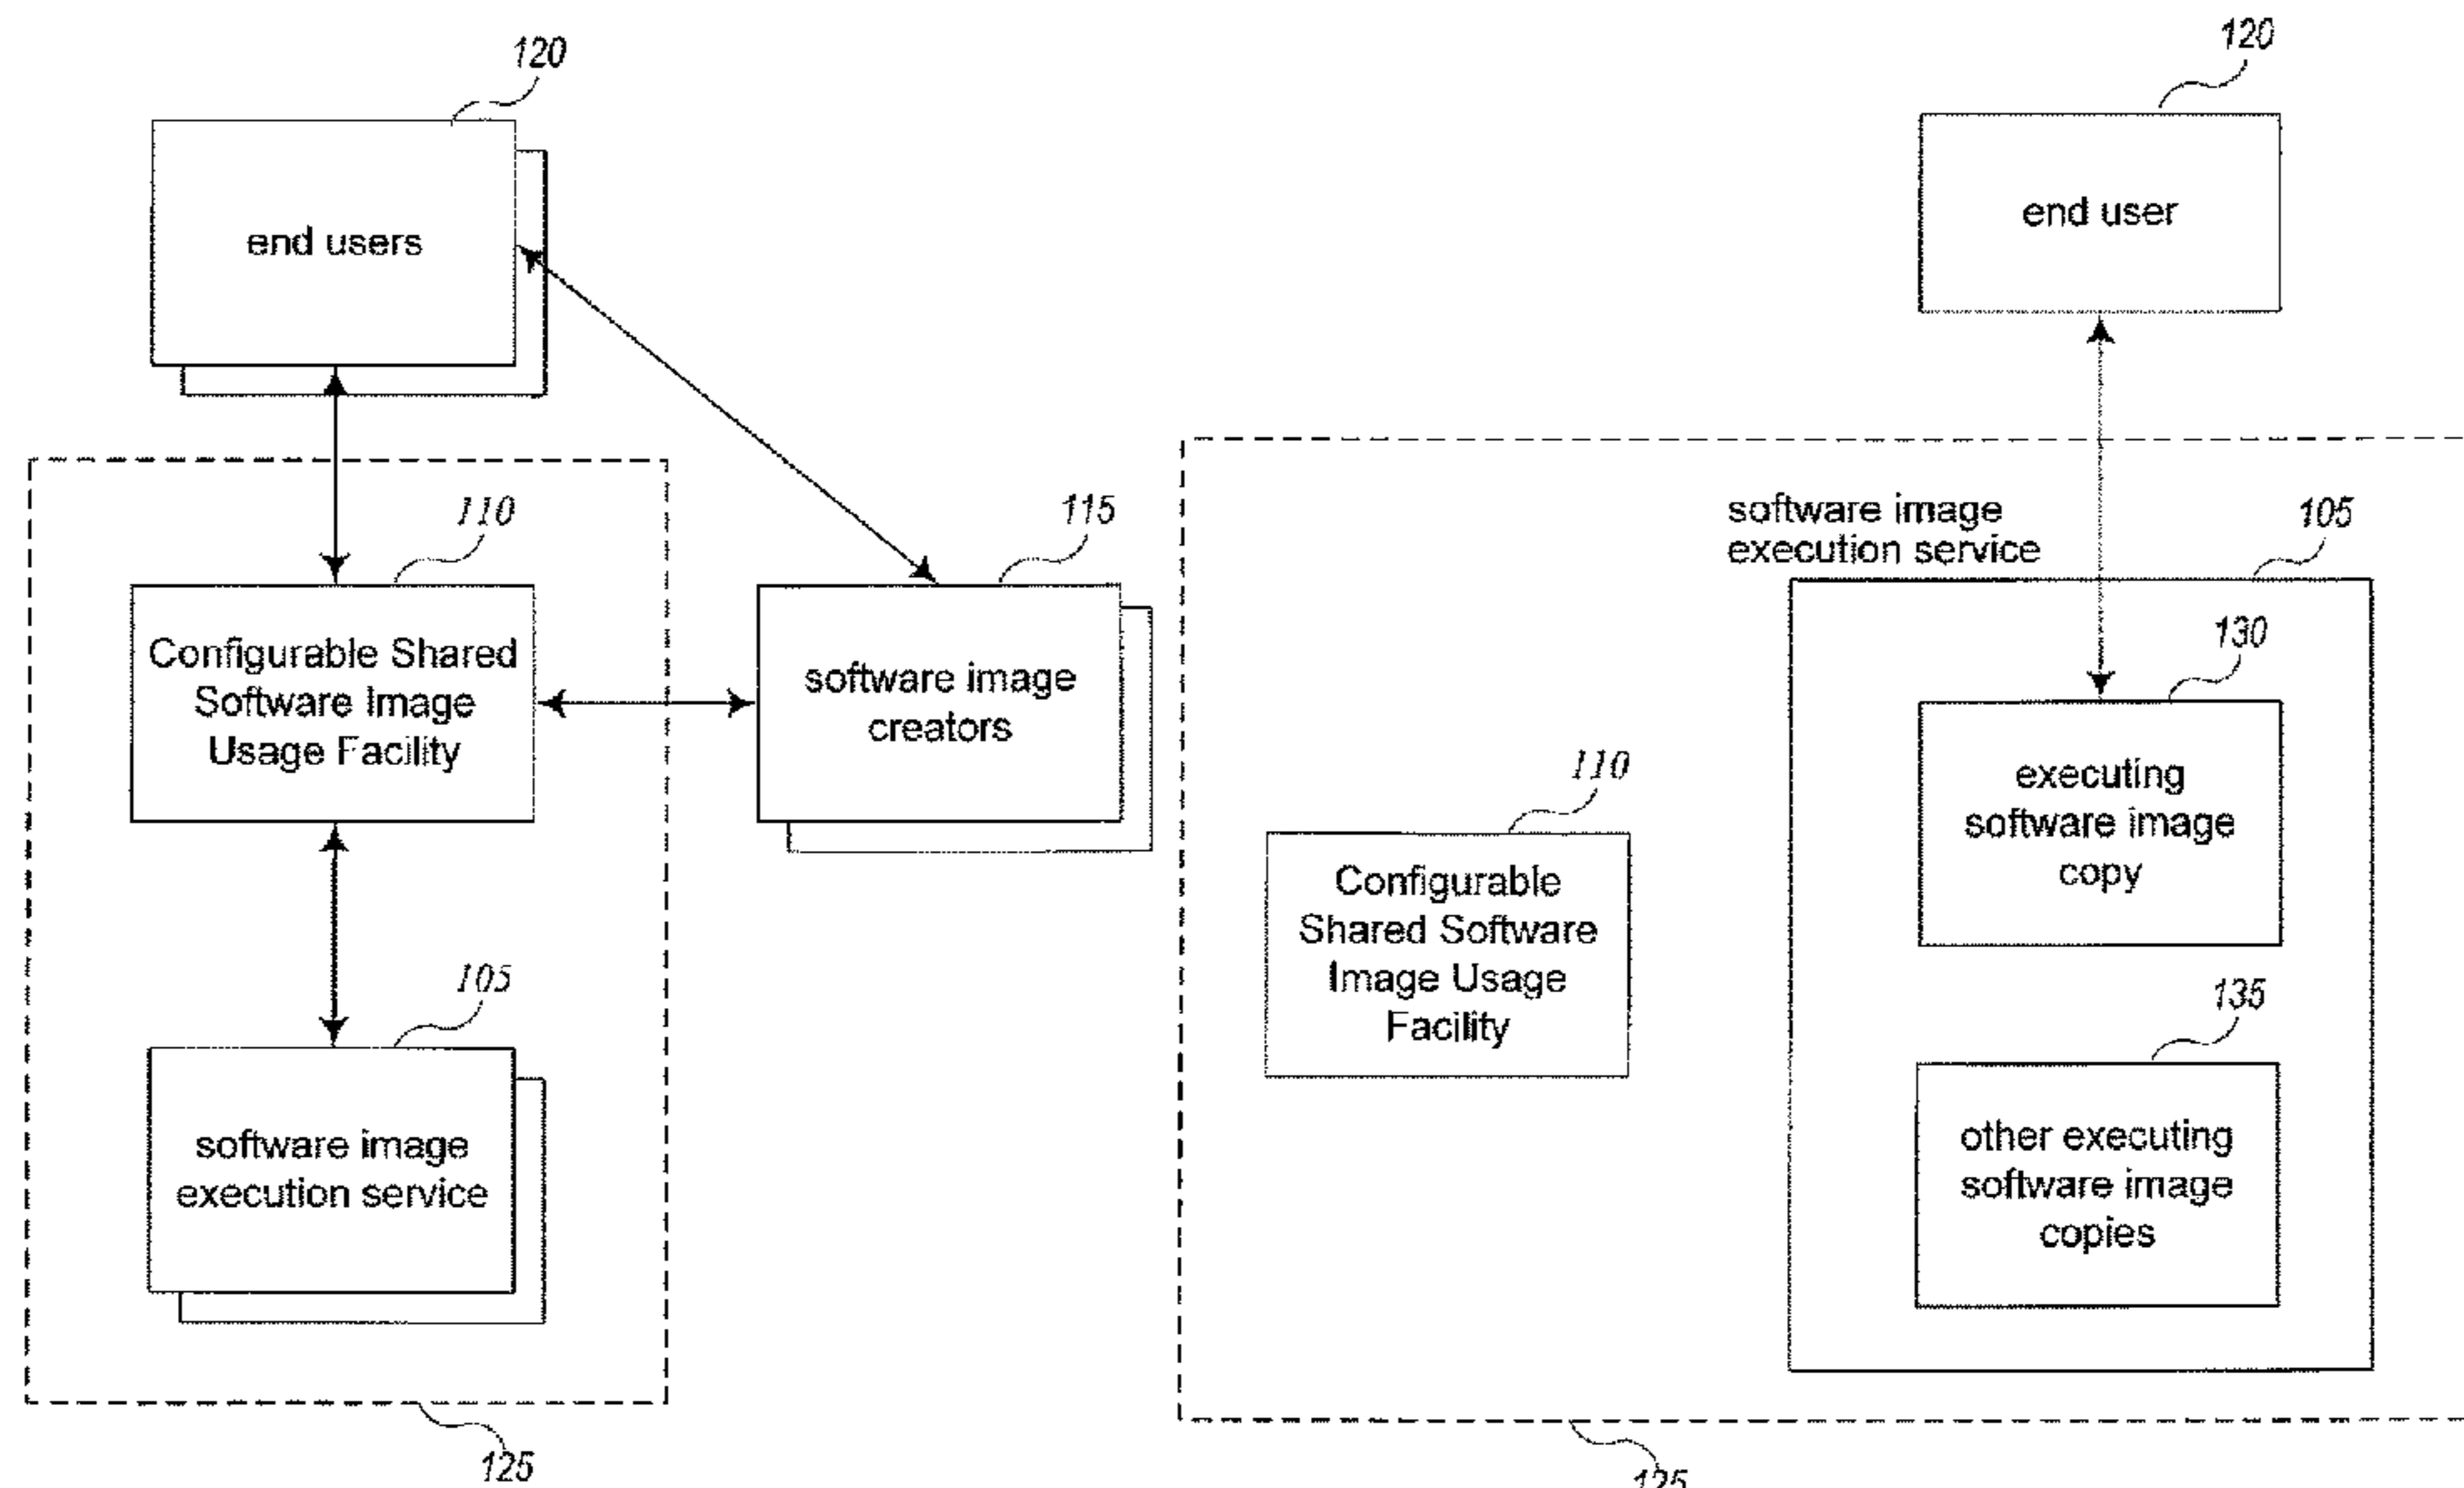 120
end users
110
Configurable Shared
Software Image
Usage Facility
115
software image
creators
105
software image
execution service
125
120
end user
software image
execution service
105
130
executing
software image
copy
110
Configurable
Shared Software
Image Usage
Facility
135
other executing
software image
copies
125